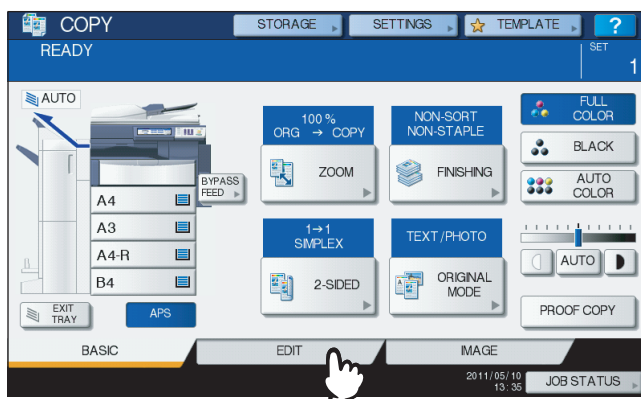 COPY
STORAGE
SETTINGS
TEMPLATE
?
READY
SET
1
AUTO
100 %
ORG → COPY
ZOOM
NON-SORT
NON-STAPLE
FINISHING
FULL
COLOR
BLACK
AUTO
COLOR
BYPASS
FEED
A4
A3
A4-R
B4
1→1
SIMPLEX
2-SIDED
TEXT/PHOTO
ORIGINAL
MODE
AUTO
EXIT
TRAY
APS
PROOF COPY
BASIC
EDIT
IMAGE
2011/05/10
13:35
JOB STATUS